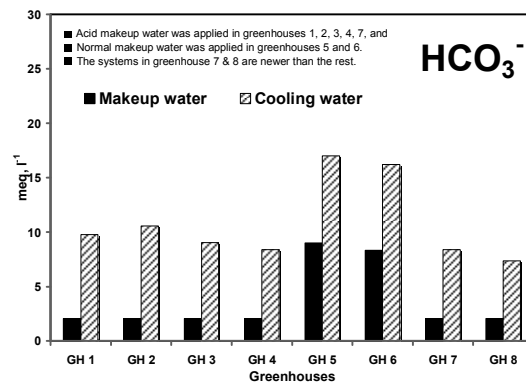 30
25
20
15
10
5
0
meq. l⁻¹
■ Acid makeup water was applied in greenhouses 1, 2, 3, 4, 7, and
■ Normal makeup water was applied in greenhouses 5 and 6.
■ The systems in greenhouse 7 & 8 are newer than the rest.
HCO₃⁻
Makeup water Cooling water
GH 1 GH 2 GH 3 GH 4 GH 5 GH 6 GH 7 GH 8
Greenhouses